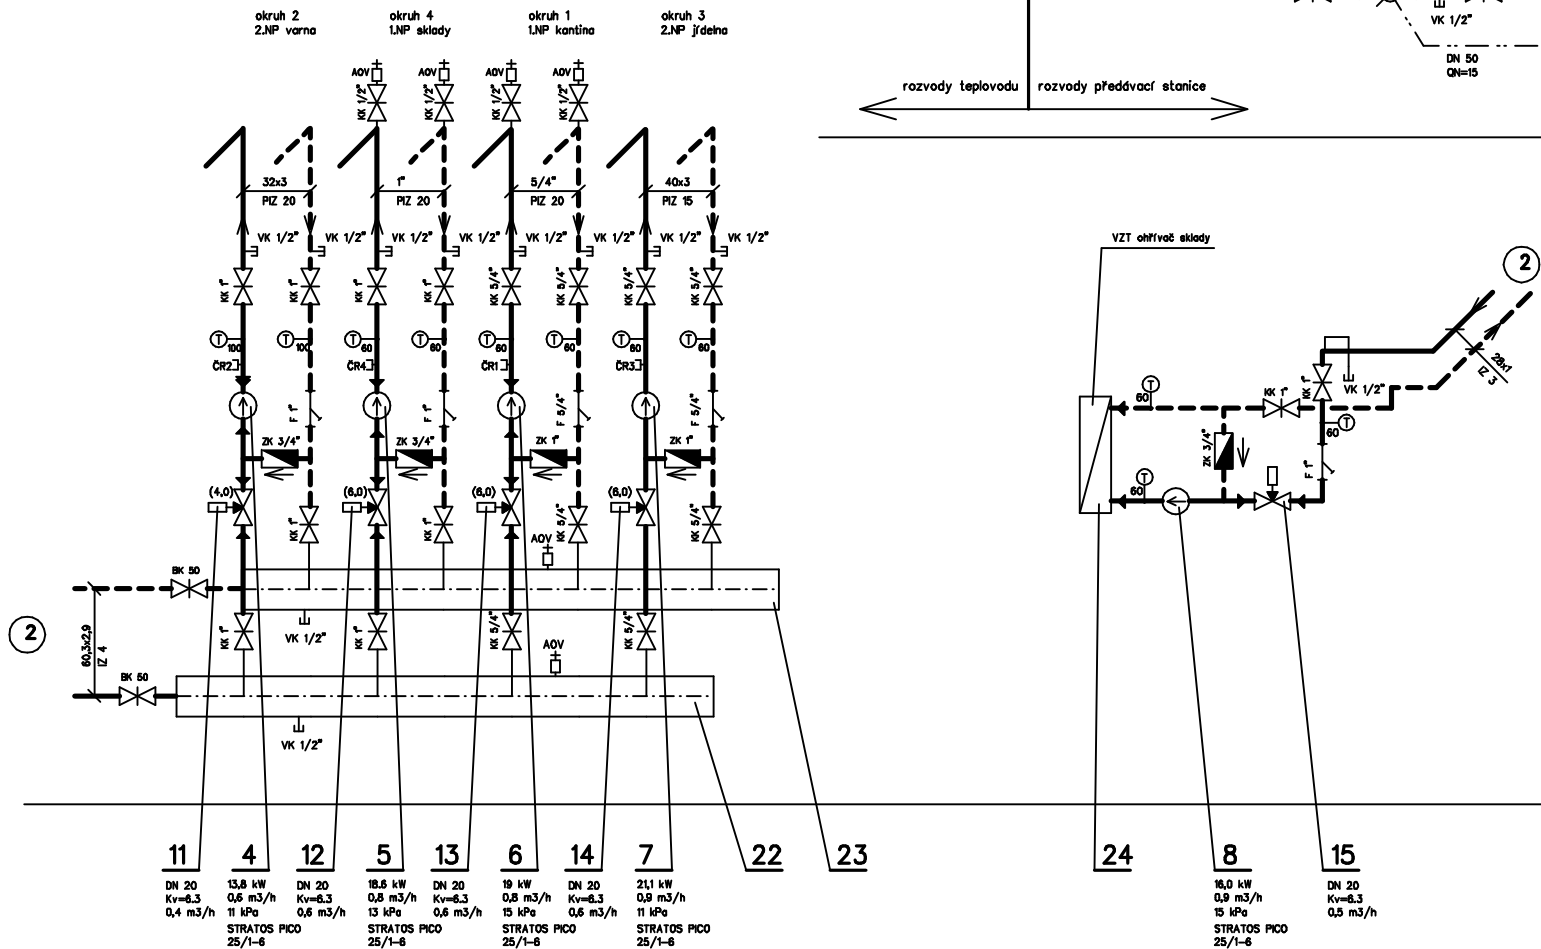 okruh 2
2.NP varna
okruh 4
1.NP sklady
okruh 1
1.NP kantina
okruh 3
2.NP jídelna
VK 1/2"
DN 50
QN=15
rozvody teplovodu
rozvody předávací stanice
AOV
AOV
AOV
AOV
KK 1/2"
KK 1/2"
KK 1/2"
KK 1/2"
32x3
PIZ 20
1"
PIZ 20
5/4"
PIZ 20
40x3
PIZ 15
VK 1/2"
VK 1/2"
VK 1/2"
VK 1/2"
VK 1/2"
VK 1/2"
VK 1/2"
VK 1/2"
KK 1"
KK 1"
KK 1"
KK 1"
KK 5/4"
KK 5/4"
KK 5/4"
KK 5/4"
T
100
T
100
T
60
T
60
T
60
T
60
T
60
T
60
ČR2
ČR4
ČR1
ČR3
F 1"
F 1"
F 5/4"
F 5/4"
ZK 3/4"
ZK 3/4"
ZK 1"
ZK 1"
(4,0)
(6,0)
(6,0)
(6,0)
KK 1"
KK 1"
KK 5/4"
KK 5/4"
AOV
BK 50
VK 1/2"
KK 1"
KK 1"
KK 5/4"
KK 5/4"
AOV
2
60,3x2,9
IZ 4
BK 50
VK 1/2"
VZT ohřívač sklady
2
28x1
IZ 3
VK 1/2"
KK 1"
KK 1"
T
60
T
60
T
60
ZK 3/4"
F 1"
11
DN 20
Kv=6.3
0,4 m3/h
4
13,8 kW
0,6 m3/h
11 kPa
STRATOS PICO
25/1-6
12
DN 20
Kv=6.3
0,6 m3/h
5
18.6 kW
0,8 m3/h
13 kPa
STRATOS PICO
25/1-6
13
DN 20
Kv=6.3
0,6 m3/h
6
19 kW
0,8 m3/h
15 kPa
STRATOS PICO
25/1-6
14
DN 20
Kv=6.3
0,6 m3/h
7
21,1 kW
0,9 m3/h
11 kPa
STRATOS PICO
25/1-6
22
23
24
8
16,0 kW
0,9 m3/h
15 kPa
STRATOS PICO
25/1-6
15
DN 20
Kv=6.3
0,5 m3/h